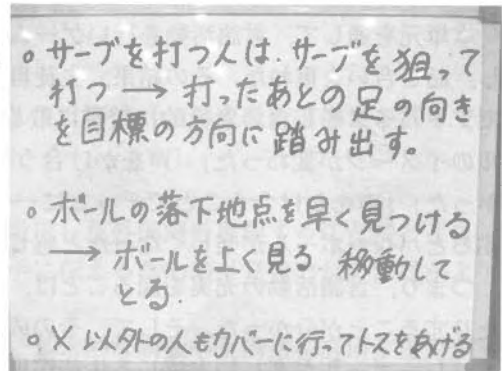 ○ サーブを打つ人は、サーブを狙って
打つ → 打ったあとの足の向き
を目標の方向に踏み出す。
○ ボールの落下地点を早く見つける
→ ボールを上く見る 移動して
とる。
○ X以外の人もカバーに行ってトスをあげる